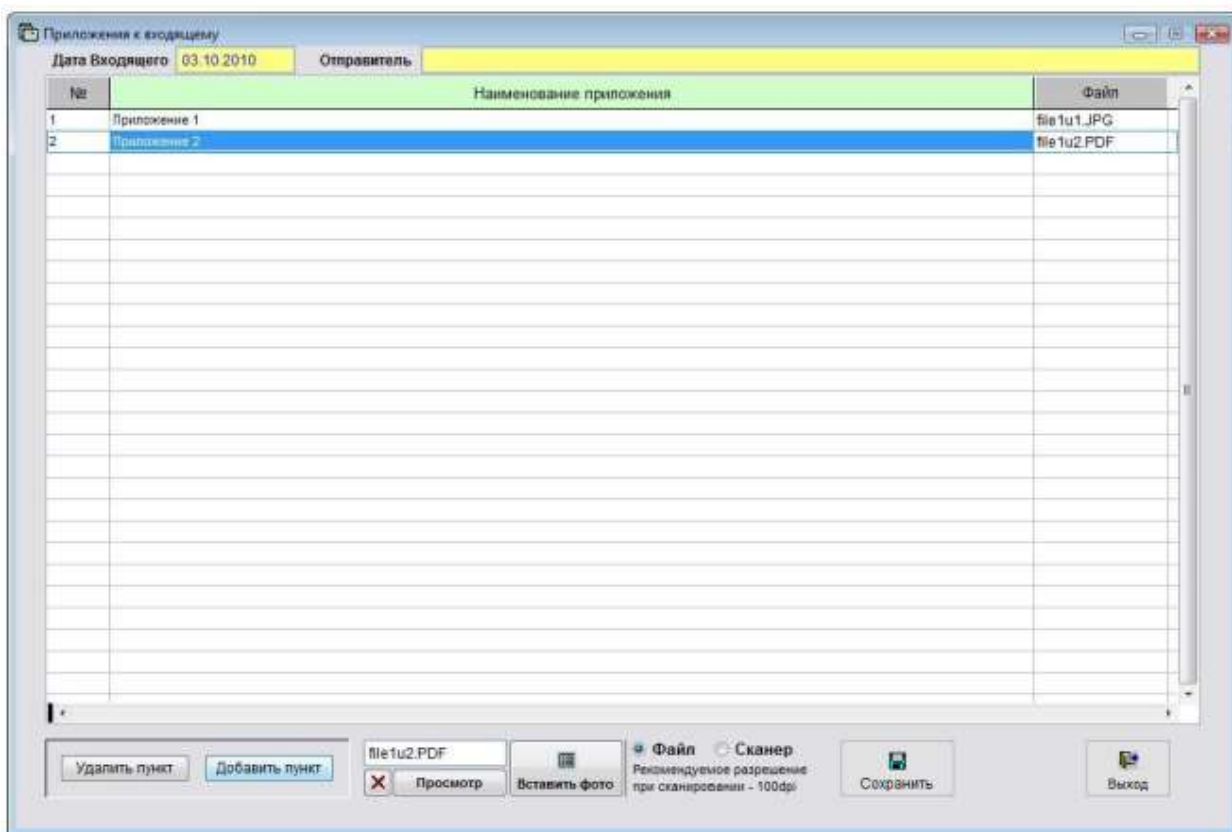 Приложения к входящему
Дата Входящего 03.10.2010 Отправитель
№ Наименование приложения Файл
1 Приложение 1 file1u1.JPG
2 Приложение 2 file1u2.PDF
Удалить пункт Добавить пункт
file1u2.PDF
Просмотр
Вставить фото
Файл Сканер
Рекомендуемое разрешение
при сканировании - 100dpi
Сохранить
Выход